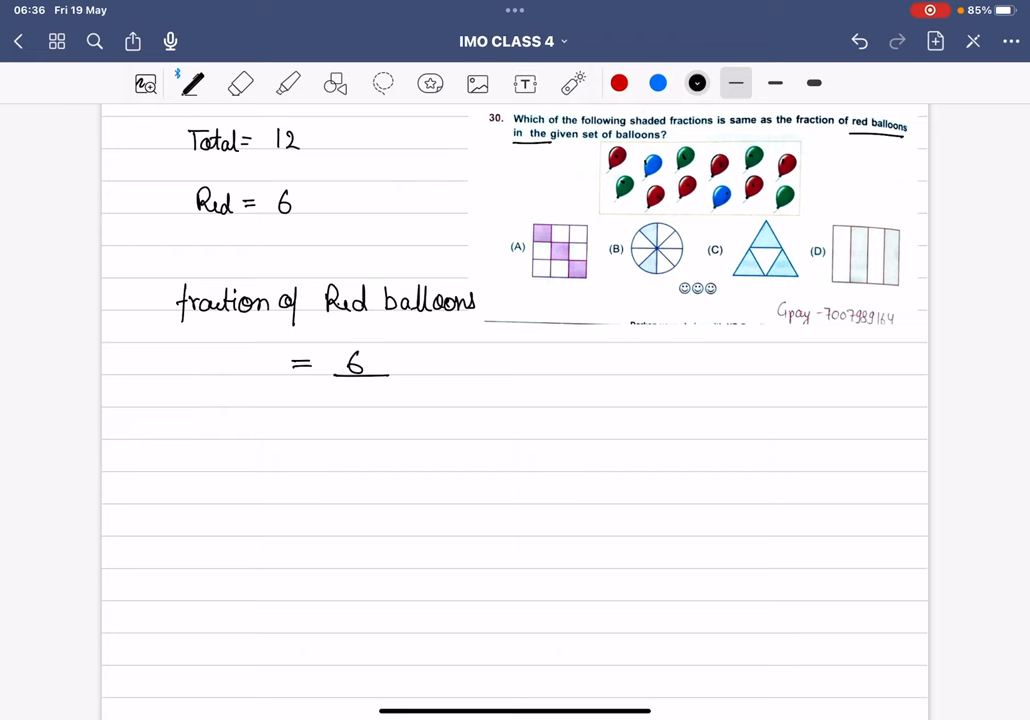 06:36 Fri 19 May
85%
IMO CLASS 4
T
Total = 12
Red = 6
fraction of Red balloons
= 6
30. Which of the following shaded fractions is same as the fraction of red balloons
in the given set of balloons?
(A) (B) (C) (D)
Gpay - 7007989164